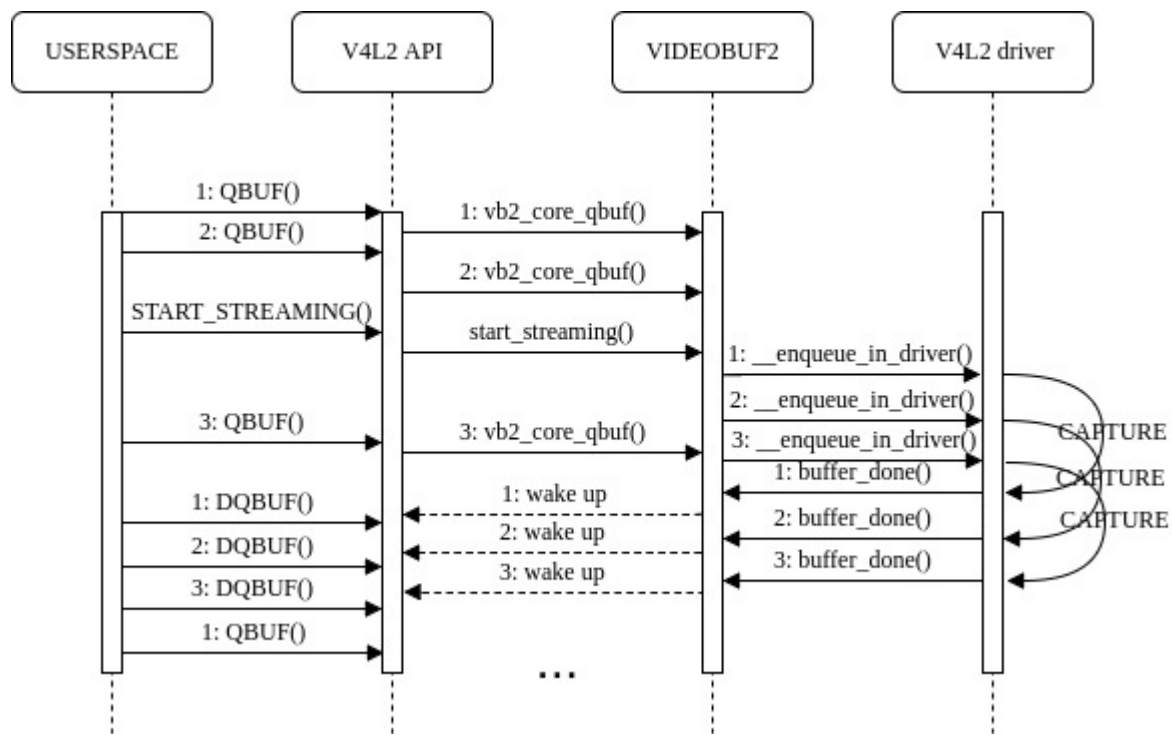 USERSPACE
V4L2 API
VIDEOBUF2
V4L2 driver
1: QBUF()
1: vb2_core_qbuf()
2: QBUF()
2: vb2_core_qbuf()
START_STREAMING()
start_streaming()
1: __enqueue_in_driver()
2: __enqueue_in_driver()
3: QBUF()
3: vb2_core_qbuf()
CAPTURE
3: __enqueue_in_driver()
1: buffer_done()
CAPTURE
1: DQBUF()
1: wake up
2: buffer_done()
CAPTURE
2: DQBUF()
2: wake up
3: buffer_done()
3: wake up
3: DQBUF()
1: QBUF()
...